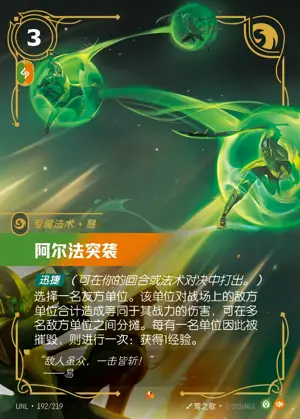 3
专属法术·易
阿尔法突袭
迅捷 （可在你的回合或法术对决中打出。）
选择一名友方单位。该单位对战场上的敌方
单位合计造成等同于其战力的伤害，可在多
名敌方单位之间分摊。每有一名单位因此被
摧毁，则进行一次：获得1经验。
“敌人虽众，一击皆斩！”
——易
UNL · 192/219
莺之歌